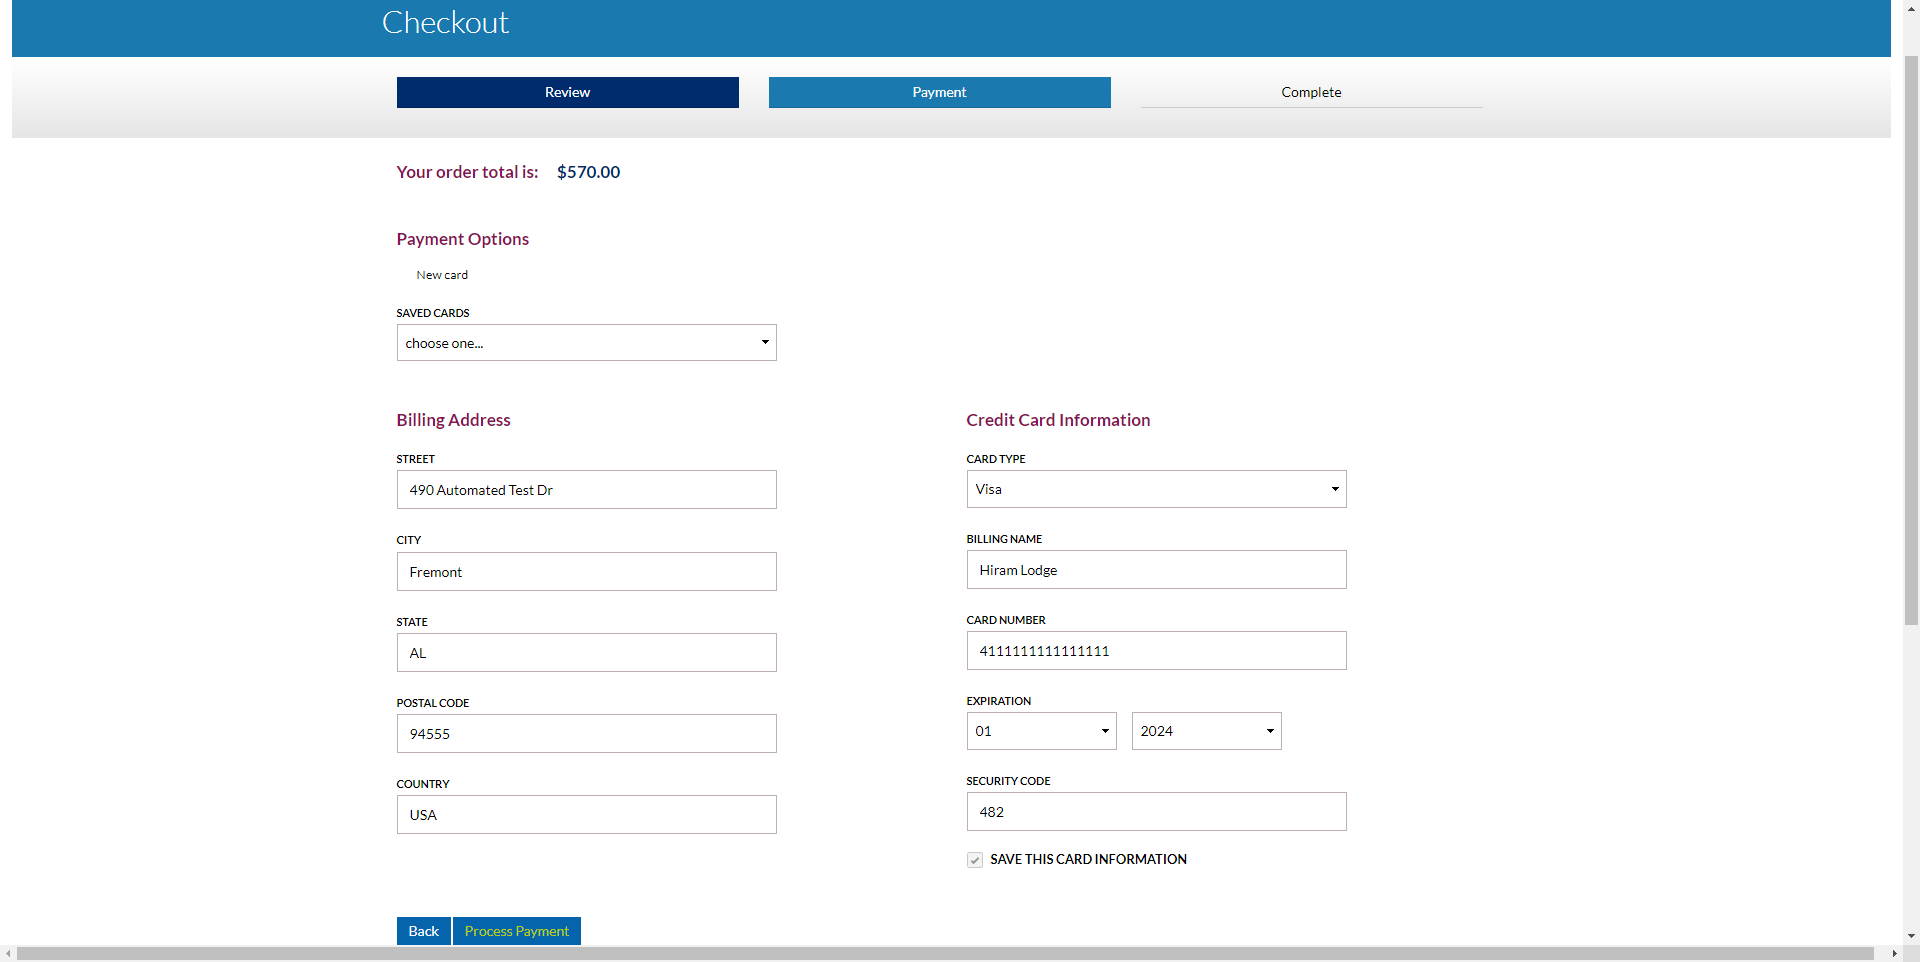 Checkout
Review
Payment
Complete
Your order total is: $570.00
Payment Options
New card
SAVED CARDS
choose one...
Billing Address
STREET
490 Automated Test Dr
CITY
Fremont
STATE
AL
POSTAL CODE
94555
COUNTRY
USA
Credit Card Information
CARD TYPE
Visa
BILLING NAME
Hiram Lodge
CARD NUMBER
4111111111111111
EXPIRATION
01 2024
SECURITY CODE
482
SAVE THIS CARD INFORMATION
Back Process Payment